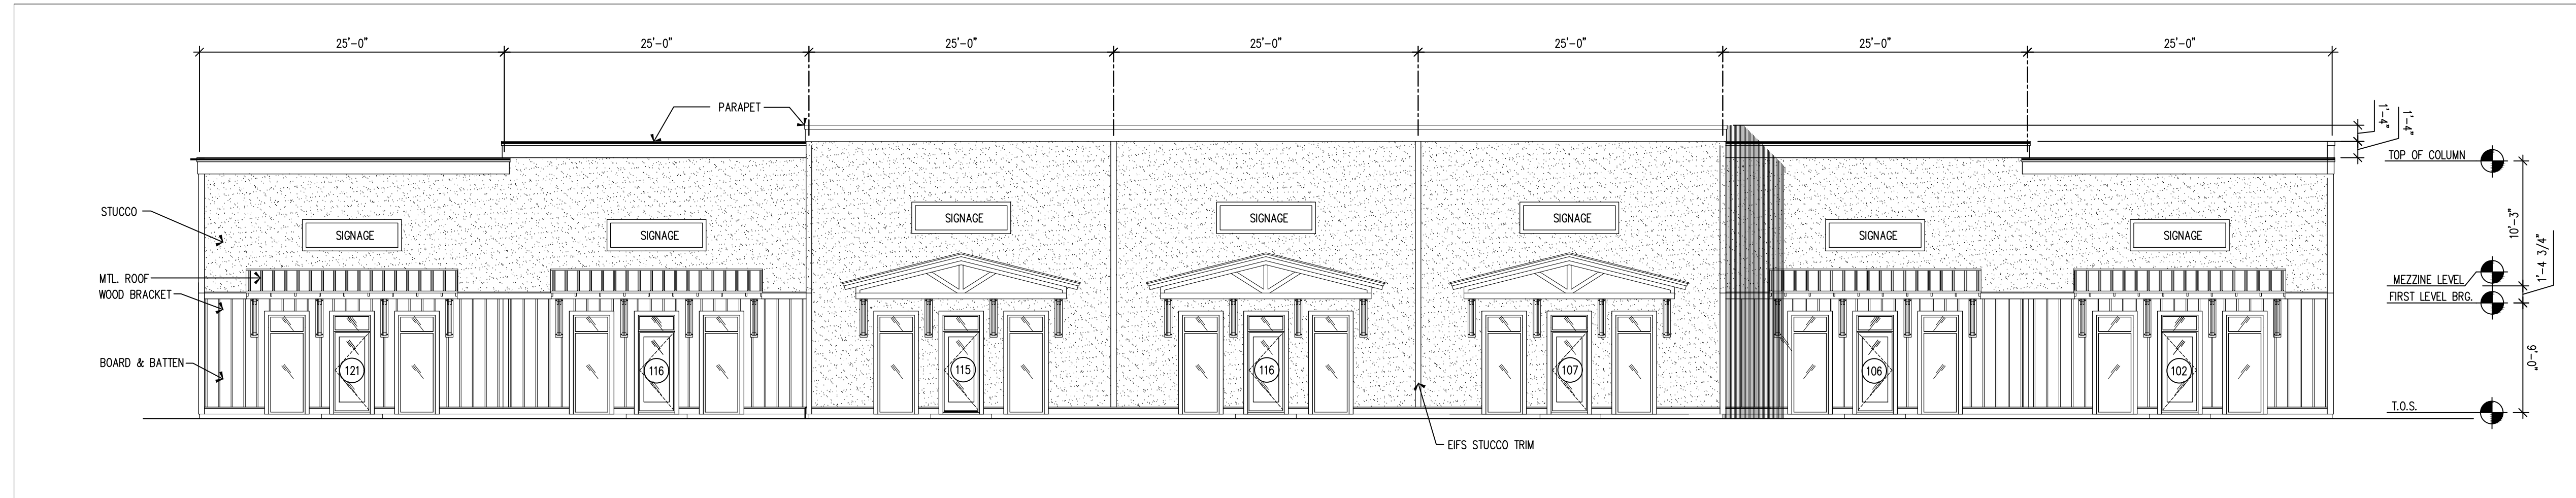 25'-0" 25'-0" 25'-0" 25'-0" 25'-0" 25'-0" 25'-0"
PARAPET
1'-4"
1'-4"
TOP OF COLUMN
STUCCO
SIGNAGE SIGNAGE SIGNAGE SIGNAGE SIGNAGE SIGNAGE SIGNAGE
10'-3"
1'-4 3/4"
MTL. ROOF
MEZZINE LEVEL
WOOD BRACKET
FIRST LEVEL BRG.
BOARD & BATTEN
9'-0"
121 116 115 116 107 106 102
T.O.S.
EIFS STUCCO TRIM